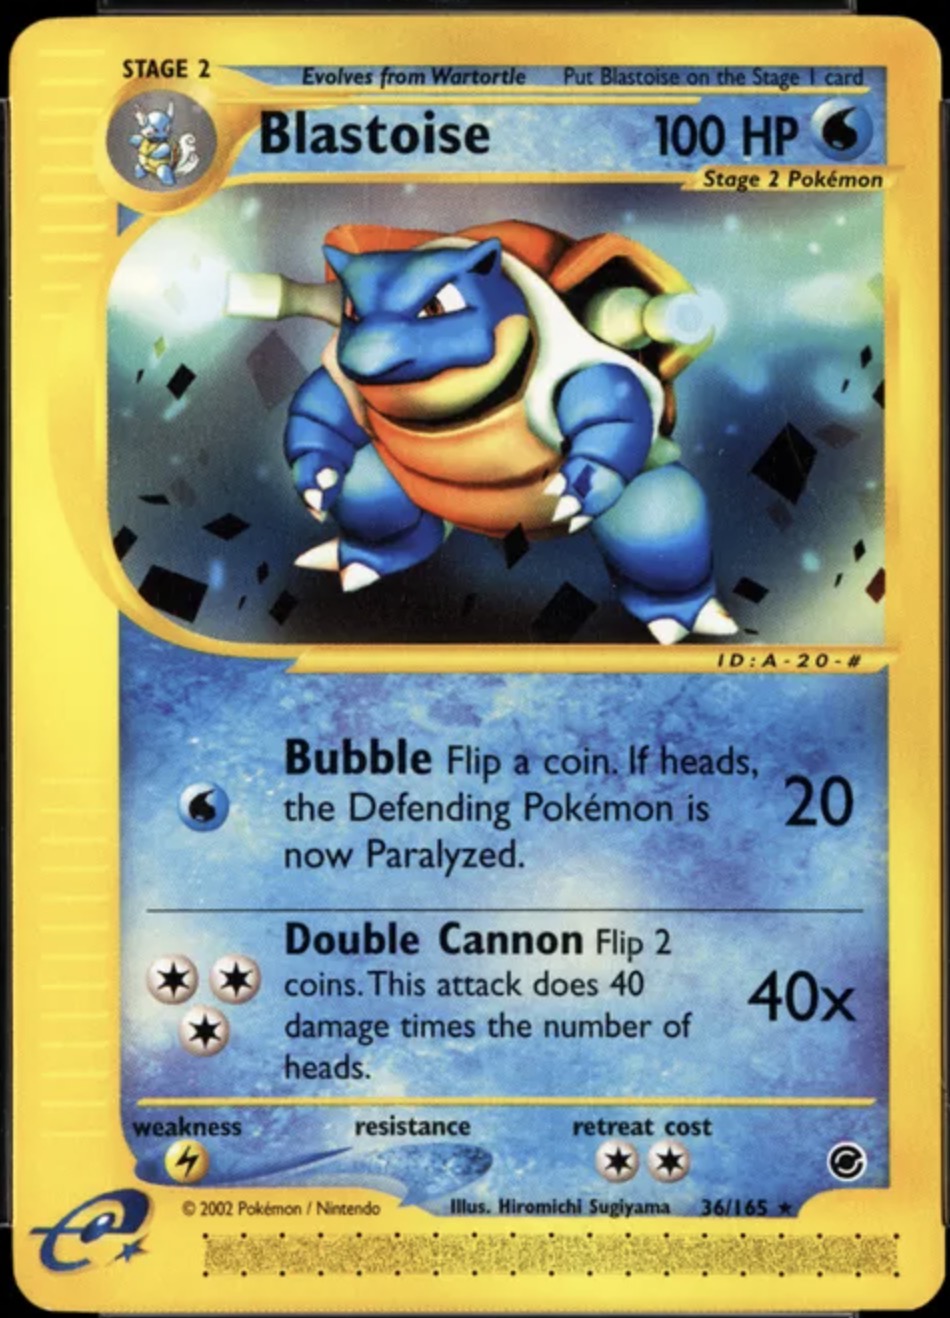 STAGE 2
Evolves from Wartortle Put Blastoise on the Stage 1 card
Blastoise 100 HP
Stage 2 Pokémon
ID:A-20-#
Bubble Flip a coin. If heads,
the Defending Pokémon is
now Paralyzed.
20
Double Cannon Flip 2
coins. This attack does 40
damage times the number of
heads.
40x
weakness resistance retreat cost
© 2002 Pokémon / Nintendo Illus. Hiromichi Sugiyama 36/165 ★
e